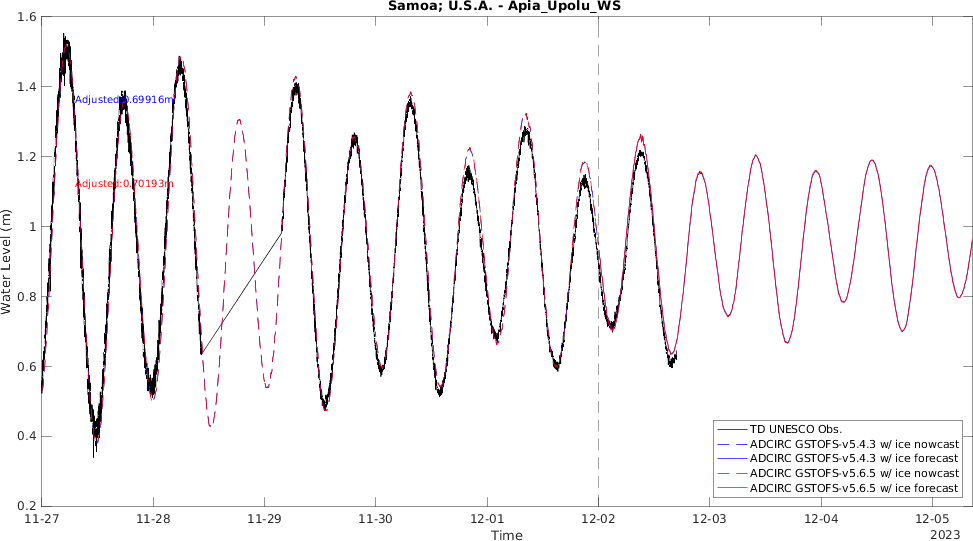 Samoa; U.S.A. - Apia_Upolu_WS
1.6
1.4
1.2
1
0.8
0.6
0.4
0.2
Water Level (m)
Adjusted:0.69916m
Adjusted:0.70193m
TD UNESCO Obs.
ADCIRC GSTOFS-v5.4.3 w/ ice nowcast
ADCIRC GSTOFS-v5.4.3 w/ ice forecast
ADCIRC GSTOFS-v5.6.5 w/ ice nowcast
ADCIRC GSTOFS-v5.6.5 w/ ice forecast
11-27 11-28 11-29 11-30 12-01 12-02 12-03 12-04 12-05
Time
2023